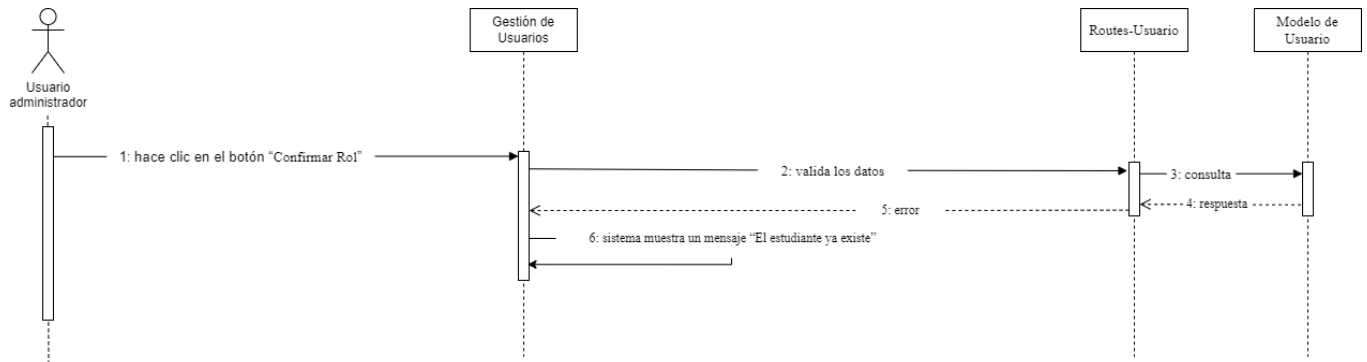 Gestión de
Usuarios
Routes-Usuario
Modelo de
Usuario
Usuario
administrador
1: hace clic en el botón “Confirmar Rol”
2: valida los datos
3: consulta
4: respuesta
5: error
6: sistema muestra un mensaje “El estudiante ya existe”